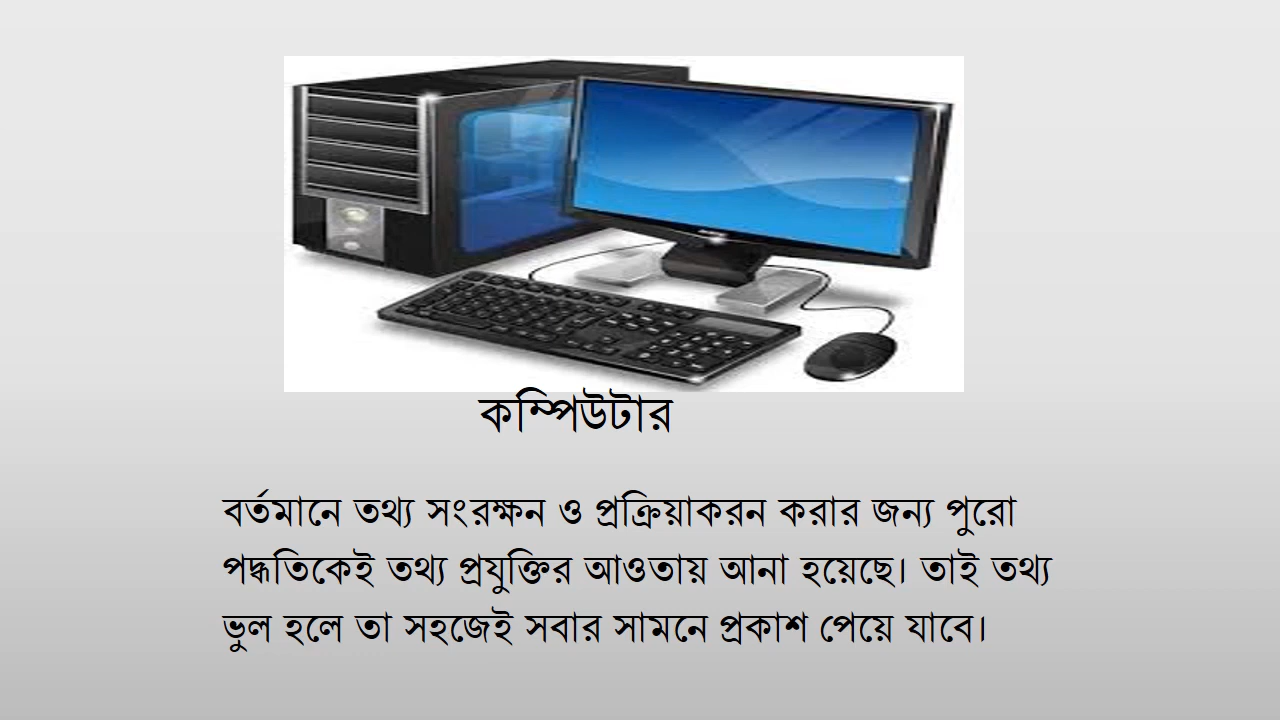 কম্পিউটার
বর্তমানে তথ্য সংরক্ষন ও প্রক্রিয়াকরন করার জন্য পুরো
পদ্ধতিকেই তথ্য প্রযুক্তির আওতায় আনা হয়েছে। তাই তথ্য
ভুল হলে তা সহজেই সবার সামনে প্রকাশ পেয়ে যাবে।